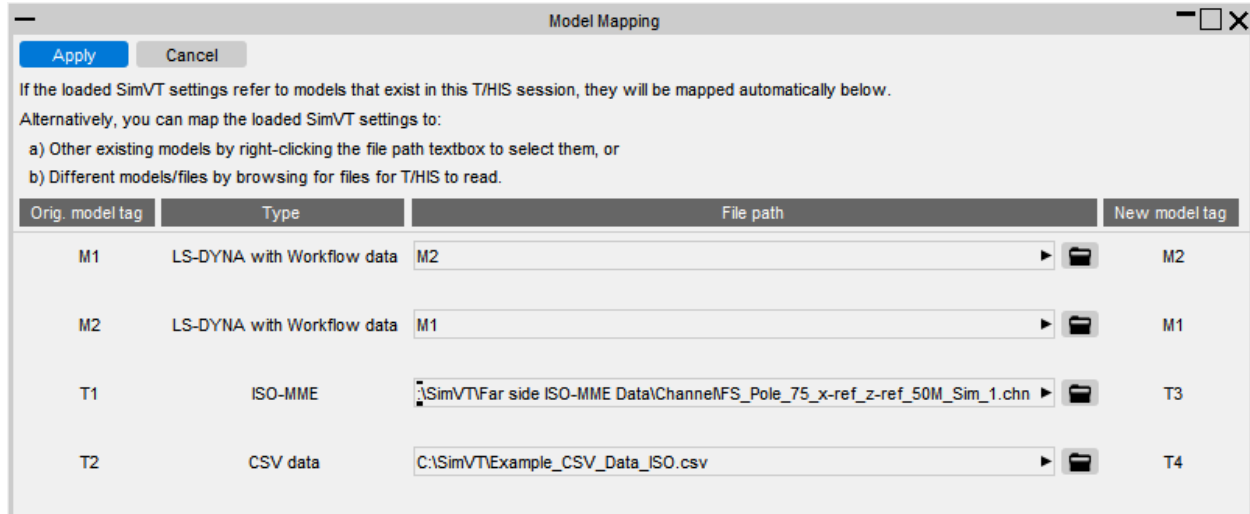 Model Mapping
Apply Cancel
If the loaded SimVT settings refer to models that exist in this T/HIS session, they will be mapped automatically below.
Alternatively, you can map the loaded SimVT settings to:
a) Other existing models by right-clicking the file path textbox to select them, or
b) Different models/files by browsing for files for T/HIS to read.
Orig. model tag Type File path New model tag
M1 LS-DYNA with Workflow data M2 M2
M2 LS-DYNA with Workflow data M1 M1
T1 ISO-MME :\SimVT\Far side ISO-MME Data\Channel\FS_Pole_75_x-ref_z-ref_50M_Sim_1.chn T3
T2 CSV data C:\SimVT\Example_CSV_Data_ISO.csv T4